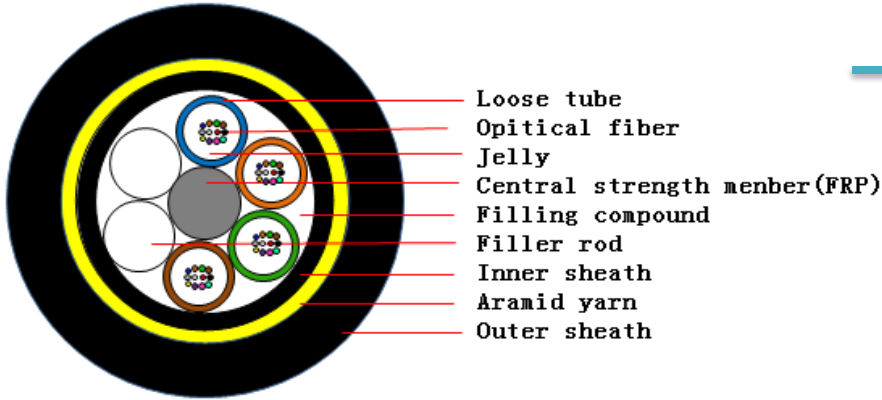 Loose tube
Opitical fiber
Jelly
Central strength menber(FRP)
Filling compound
Filler rod
Inner sheath
Aramid yarn
Outer sheath